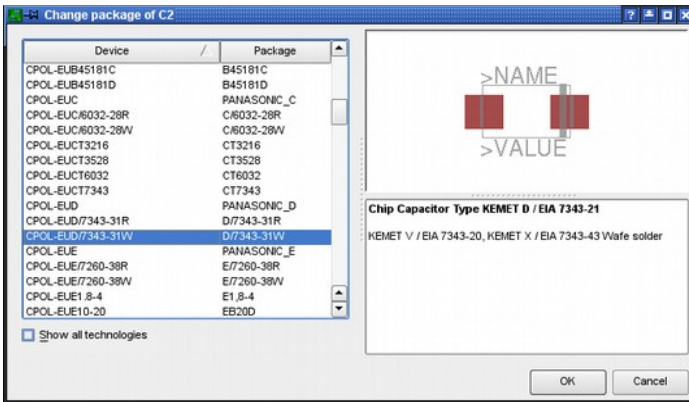 Change package of C2
Device Package
CPOL-EUB45181C B45181C
CPOL-EUB45181D B45181D
CPOL-EUC PANASONIC_C
CPOL-EUC/6032-28R C/6032-28R
CPOL-EUC/6032-28W C/6032-28W
CPOL-EUCT3216 CT3216
CPOL-EUCT3528 CT3528
CPOL-EUCT6032 CT6032
CPOL-EUCT7343 CT7343
CPOL-EUD PANASONIC_D
CPOL-EUD/7343-31R D/7343-31R
CPOL-EUD/7343-31W D/7343-31W
CPOL-EUE PANASONIC_E
CPOL-EUE/7260-38R E/7260-38R
CPOL-EUE/7260-38W E/7260-38W
CPOL-EUE1.8-4 E1,8-4
CPOL-EUE10-20 EB20D
Show all technologies
>NAME
>VALUE
Chip Capacitor Type KEMET D / EIA 7343-21
KEMET V / EIA 7343-20, KEMET X / EIA 7343-43 Wafe solder
OK Cancel